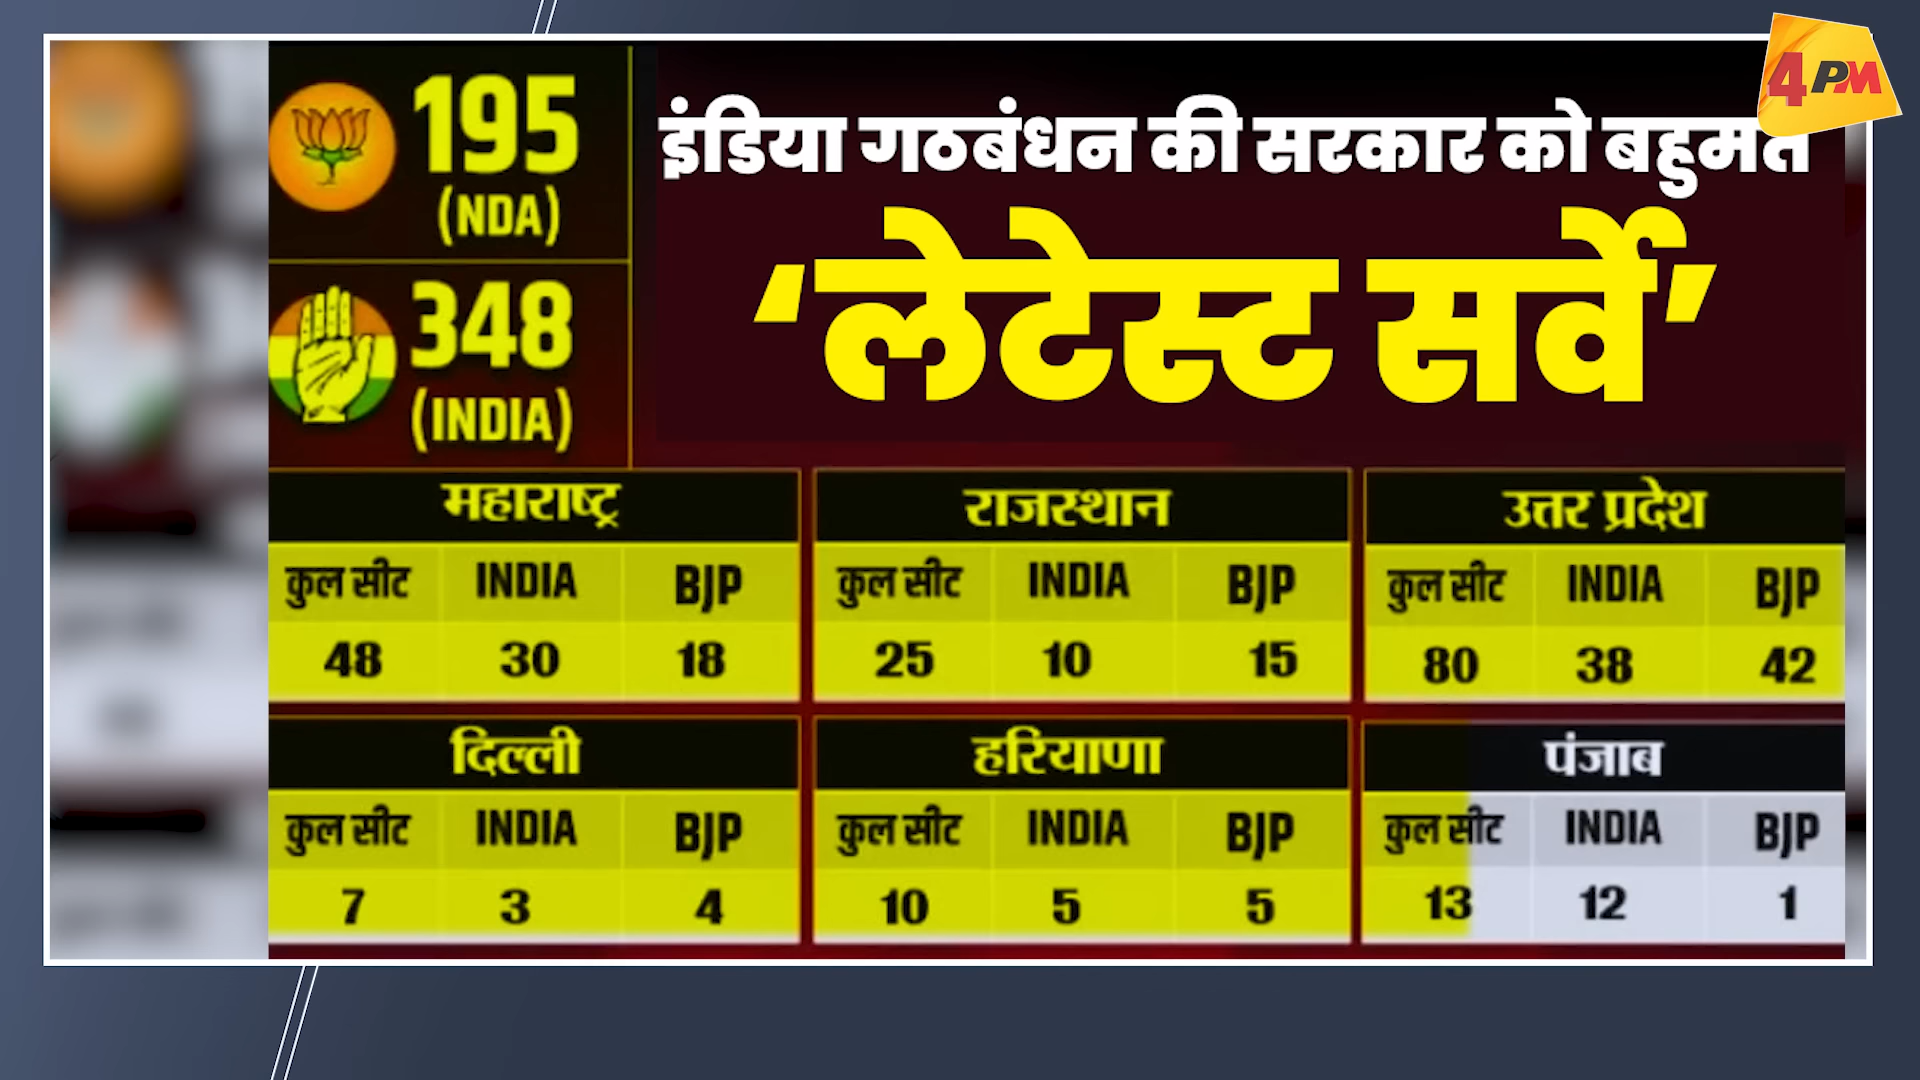 4PM
195
(NDA)
348
(INDIA)
इंडिया गठबंधन की सरकार को बहुमत
‘लेटेस्ट सर्वे’
महाराष्ट्र
कुल सीट INDIA BJP
48 30 18
राजस्थान
कुल सीट INDIA BJP
25 10 15
उत्तर प्रदेश
कुल सीट INDIA BJP
80 38 42
दिल्ली
कुल सीट INDIA BJP
7 3 4
हरियाणा
कुल सीट INDIA BJP
10 5 5
पंजाब
कुल सीट INDIA BJP
13 12 1